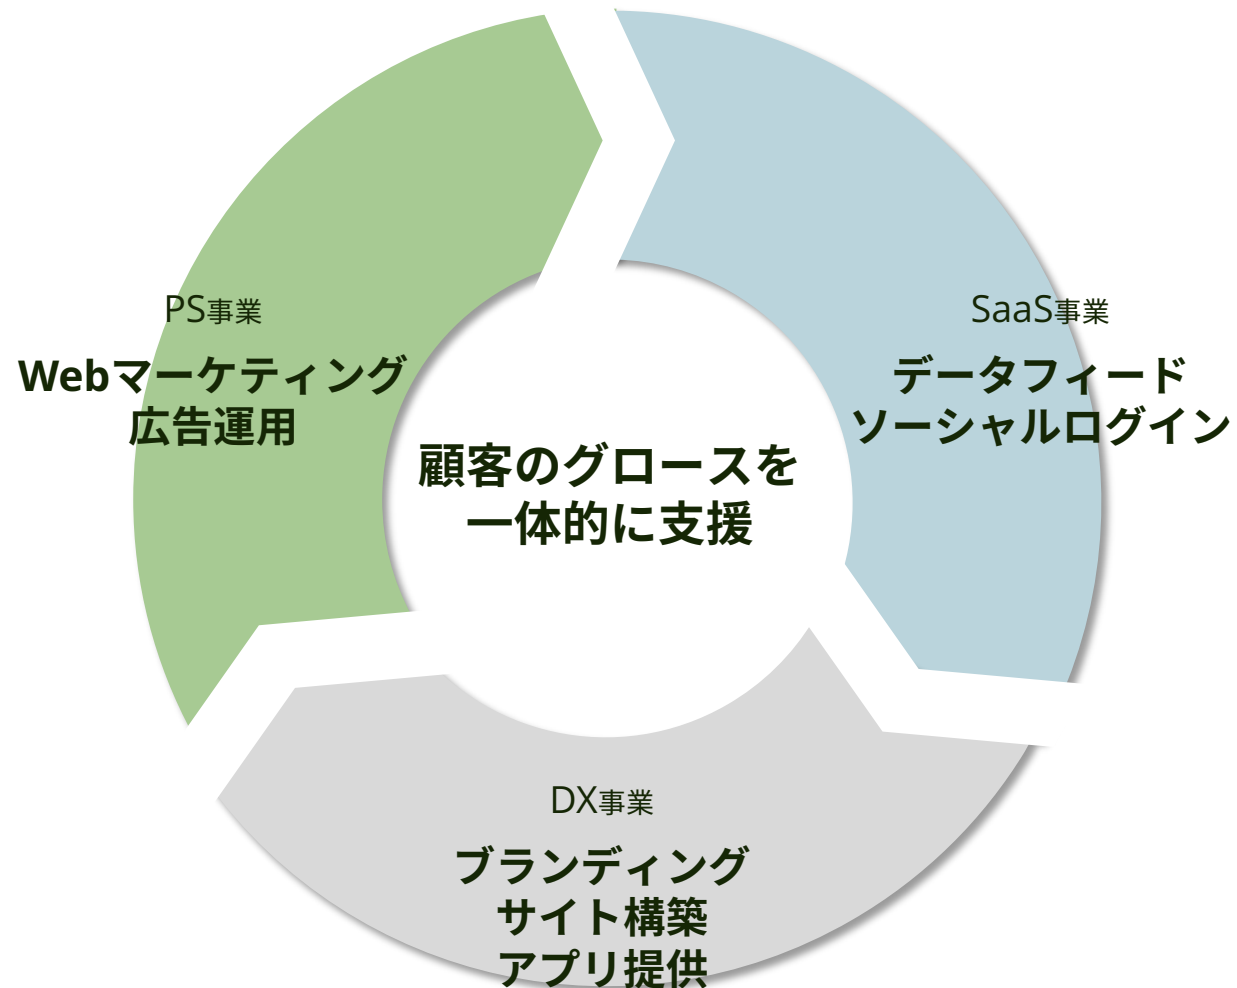 PS事業
Webマーケティング
広告運用
SaaS事業
データフィード
ソーシャルログイン
顧客のグロースを
一体的に支援
DX事業
ブランディング
サイト構築
アプリ提供